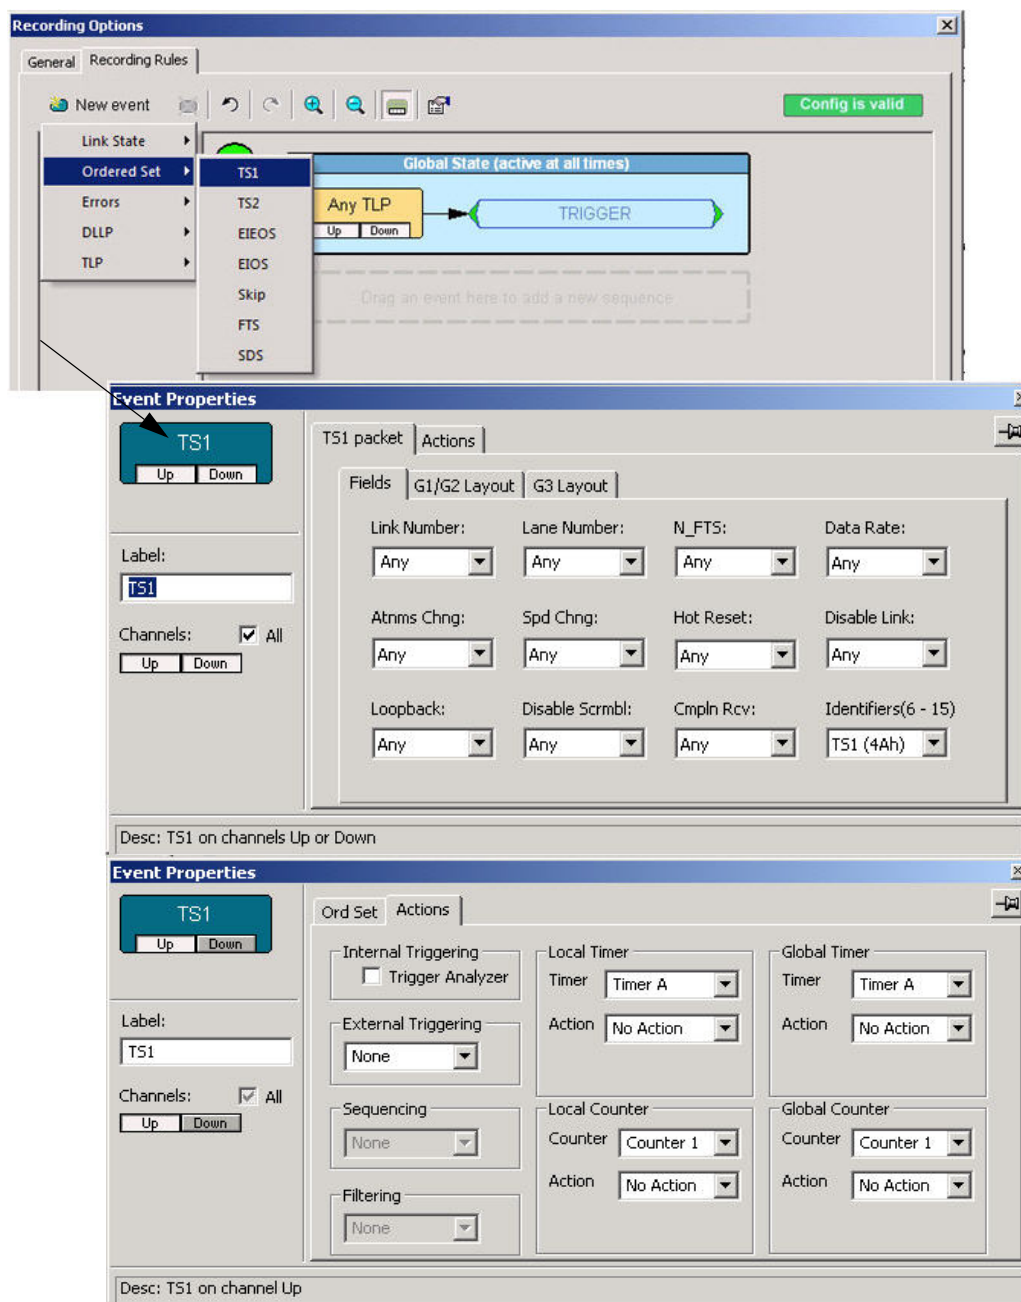 Recording Options
General Recording Rules
New event Config is valid
Link State
Ordered Set
Errors
DLLP
TLP
TS1
TS2
EIEOS
EIOS
Skip
FTS
SDS
Global State (active at all times)
Any TLP
Up Down
TRIGGER
Drag an event here to add a new sequence
Event Properties
TS1
Up Down
Label:
TS1
Channels: All
Up Down
TS1 packet Actions
Fields G1/G2 Layout G3 Layout
Link Number: Lane Number: N_FTS: Data Rate:
Any Any Any Any
Atnms Chng: Spd Chng: Hot Reset: Disable Link:
Any Any Any Any
Loopback: Disable Scrmbl: Cmpln Rcv: Identifiers(6 - 15)
Any Any Any TS1 (4Ah)
Desc: TS1 on channels Up or Down
Event Properties
TS1
Up Down
Label:
TS1
Channels: All
Up Down
Ord Set Actions
Internal Triggering
Trigger Analyzer
External Triggering
None
Sequencing
None
Filtering
None
Local Timer
Timer Timer A
Action No Action
Local Counter
Counter Counter 1
Action No Action
Global Timer
Timer Timer A
Action No Action
Global Counter
Counter Counter 1
Action No Action
Desc: TS1 on channel Up